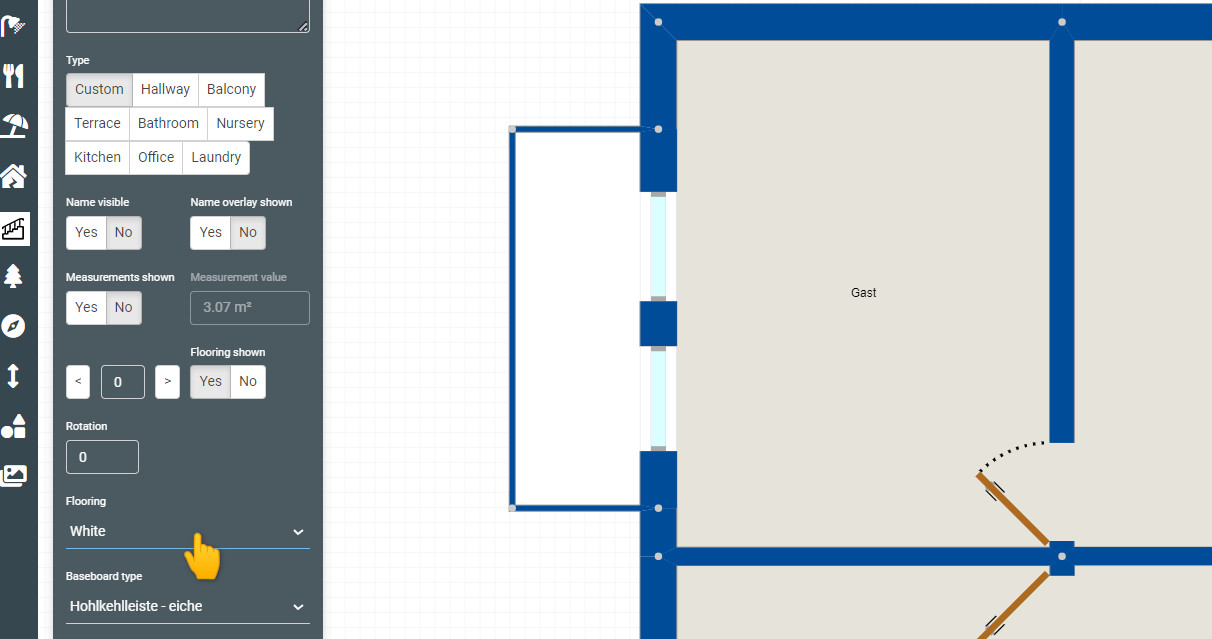 Type
Custom Hallway Balcony
Terrace Bathroom Nursery
Kitchen Office Laundry
Name visible Name overlay shown
Yes No Yes No
Measurements shown Measurement value
Yes No 3.07 m²
Flooring shown
< 0 > Yes No
Rotation
0
Flooring
White
Baseboard type
Hohlkehlleiste - eiche
Gast